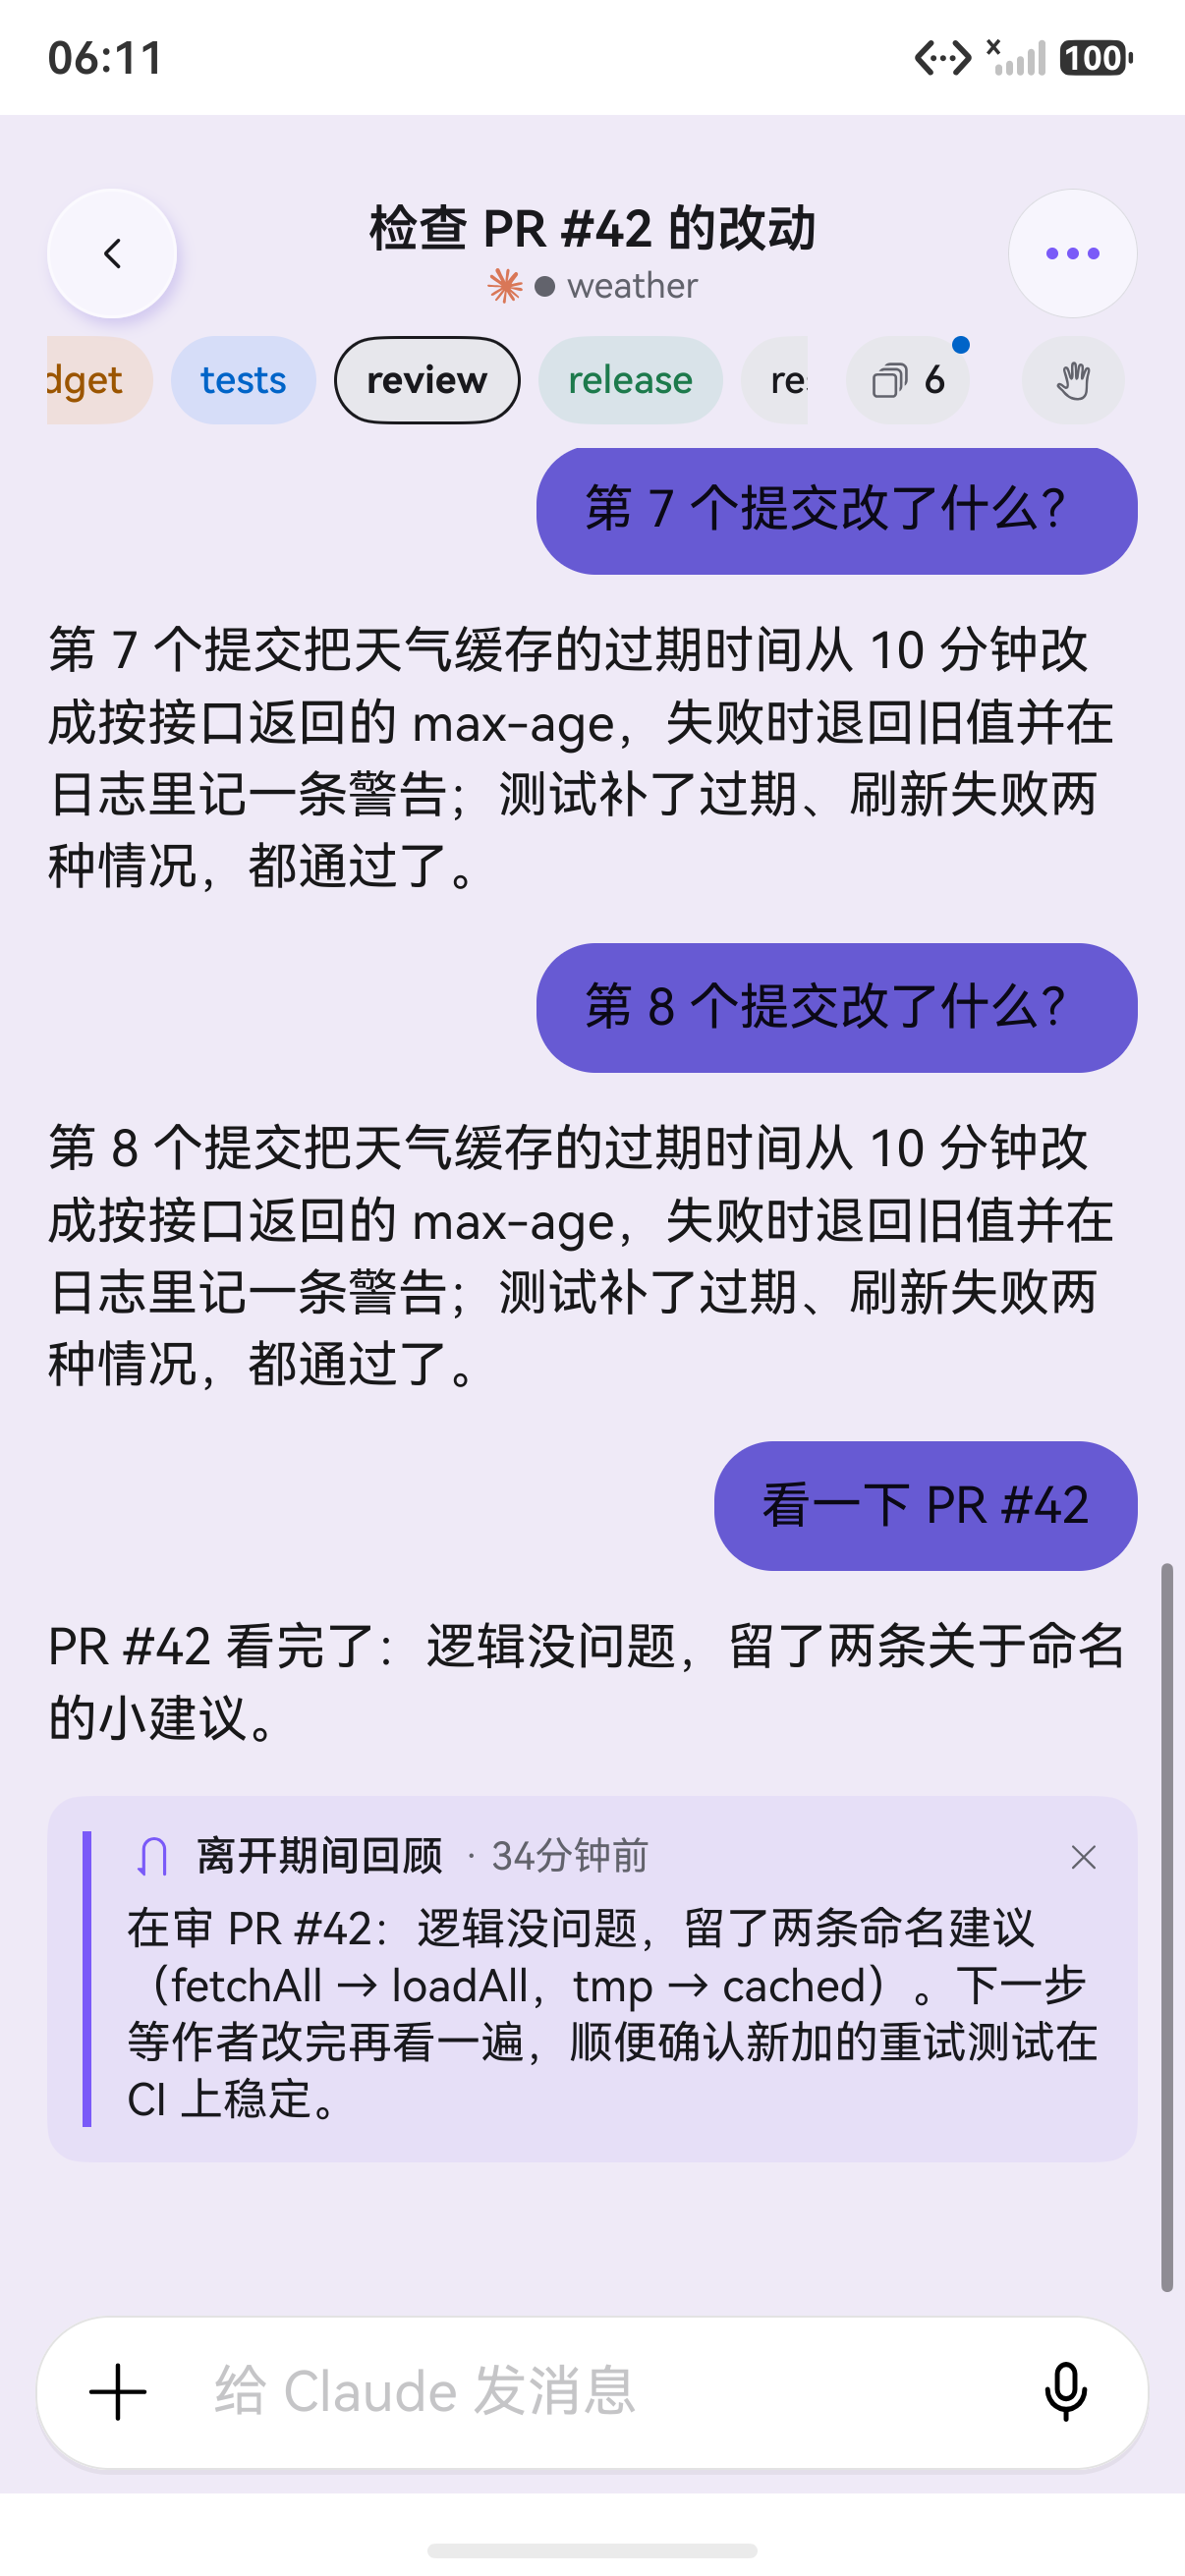 06:11
100
检查 PR #42 的改动
weather
dget
tests
review
release
6
第 7 个提交改了什么?
第 7 个提交把天气缓存的过期时间从 10 分钟改
成按接口返回的 max-age，失败时退回旧值并在
日志里记一条警告；测试补了过期、刷新失败两
种情况，都通过了。
第 8 个提交改了什么?
第 8 个提交把天气缓存的过期时间从 10 分钟改
成按接口返回的 max-age，失败时退回旧值并在
日志里记一条警告；测试补了过期、刷新失败两
种情况，都通过了。
看一下 PR #42
PR #42 看完了：逻辑没问题，留了两条关于命名
的小建议。
离开期间回顾 · 34分钟前
在审 PR #42：逻辑没问题，留了两条命名建议
（fetchAll → loadAll，tmp → cached）。下一步
等作者改完再看一遍，顺便确认新加的重试测试在
CI 上稳定。
给 Claude 发消息